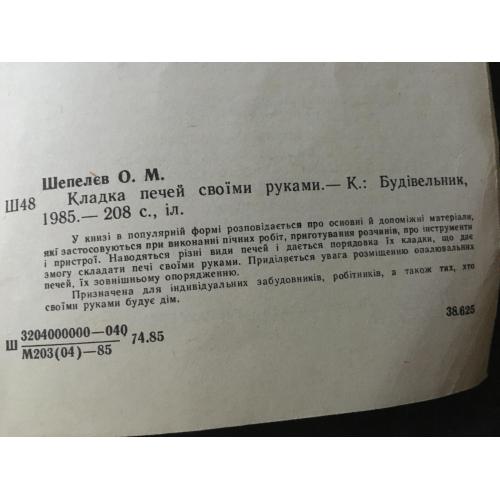 Шепелєв О. М.
Ш48 Кладка печей своїми руками.— К.: Будівельник,
1985.— 208 с., іл.
У книзі в популярній формі розповідається про основні й допоміжні матеріали,
які застосовуються при виконанні пічних робіт, приготування розчинів, про інструменти
і пристрої. Наводяться різні види печей і дається порядовка їх кладки, що дає
змогу складати печі своїми руками. Приділяється увага розміщенню опалювальних
печей, їх зовнішньому опорядженню.
Призначена для індивідуальних забудовників, робітників, а також тих, хто
своїми руками будує дім.
38.625
Ш 3204000000—040 74.85
М203(04)—85